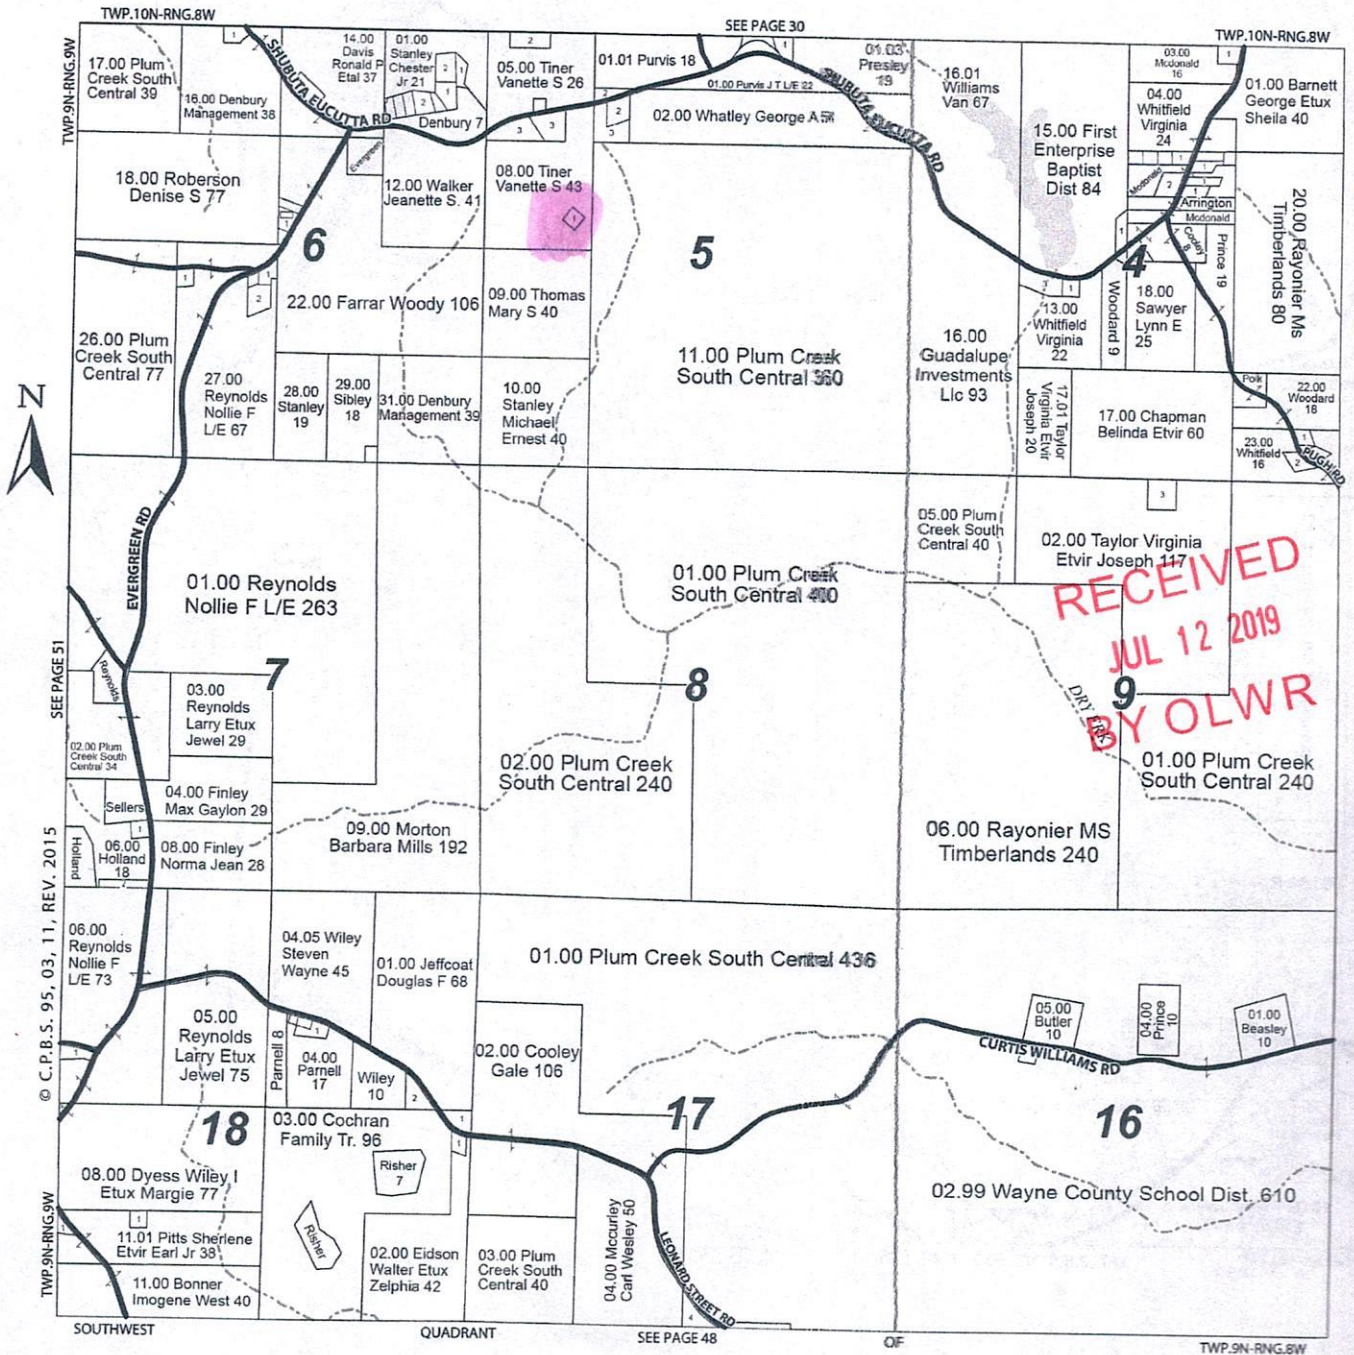 TWP.10N-RNG.8W
SEE PAGE 30
TWP.10N-RNG.8W
TWP.9N-RNG.9W
17.00 Plum
Creek South
Central 39
16.00 Denbury
Management 38
SHUBUTA EUCUTTA RD
14.00
Davis
Ronald P
Etal 37
01.00
Stanley
Chester
Jr 21
Denbury 7
05.00 Tiner
Vanette S 26
01.01 Purvis 18
01.00 Purvis J T L/E 22
02.00 Whatley George A 54
01.03
Presley
19
SHUBUTA EUCUTTA RD
16.01
Williams
Van 67
15.00 First
Enterprise
Baptist
Dist 84
03.00
Mcdonald
16
04.00
Whitfield
Virginia
24
01.00 Barnett
George Etux
Sheila 40
Mcdonald
Arrington
Mcdonald
Cooley
8
Prince 19
20.00 Rayonier Ms
Timberlands 80
18.00 Roberson
Denise S 77
Evergreen
12.00 Walker
Jeanette S. 41
08.00 Tiner
Vanette S 43
6
5
4
22.00 Farrar Woody 106
09.00 Thomas
Mary S 40
11.00 Plum Creek
South Central 360
16.00
Guadalupe
Investments
Llc 93
13.00
Whitfield
Virginia
22
Woodard 9
18.00
Sawyer
Lynn E
25
26.00 Plum
Creek South
Central 77
27.00
Reynolds
Nollie F
L/E 67
28.00
Stanley
19
29.00
Sibley
18
31.00 Denbury
Management 39
10.00
Stanley
Michael
Ernest 40
17.01 Taylor
Virginia Etvir
Joseph 20
17.00 Chapman
Belinda Etvir 60
Polk
22.00
Woodard
18
23.00
Whitfield
16
PUGH RD
N
EVERGREEN RD
01.00 Reynolds
Nollie F L/E 263
01.00 Plum Creek
South Central 400
05.00 Plum
Creek South
Central 40
02.00 Taylor Virginia
Etvir Joseph 117
RECEIVED
JUL 12 2019
BY OLWR
SEE PAGE 51
Reynolds
7
8
9
DRY FRK
03.00
Reynolds
Larry Etux
Jewel 29
02.00 Plum
Creek South
Central 34
04.00 Finley
Max Gaylon 29
Sellers
Holland
06.00
Holland
18
08.00 Finley
Norma Jean 28
09.00 Morton
Barbara Mills 192
02.00 Plum Creek
South Central 240
06.00 Rayonier MS
Timberlands 240
01.00 Plum Creek
South Central 240
© C.P.B.S. 95, 03, 11, REV. 2015
06.00
Reynolds
Nollie F
L/E 73
04.05 Wiley
Steven
Wayne 45
01.00 Jeffcoat
Douglas F 68
01.00 Plum Creek South Central 436
05.00
Reynolds
Larry Etux
Jewel 75
Parnell 8
04.00
Parnell
17
Wiley
10
02.00 Cooley
Gale 106
05.00
Butler
10
04.00
Prince
10
01.00
Beasley
10
CURTIS WILLIAMS RD
18
17
16
03.00 Cochran
Family Tr. 96
Risher
7
Risher
08.00 Dyess Wiley I
Etux Margie 77
02.99 Wayne County School Dist. 610
TWP.9N-RNG.9W
11.01 Pitts Sherlene
Etvir Earl Jr 38
11.00 Bonner
Imogene West 40
02.00 Eidson
Walter Etux
Zelphia 42
03.00 Plum
Creek South
Central 40
04.00 Mccurley
Carl Wesley 50
LEONARD STREET RD
SOUTHWEST
QUADRANT
SEE PAGE 48
OF
TWP.9N-RNG.8W